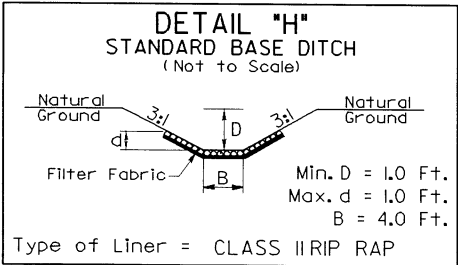 DETAIL "H"
STANDARD BASE DITCH
(Not to Scale)
Natural
Ground
3:1
D
3:1
Natural
Ground
d
Filter Fabric
B
Min. D = 1.0 Ft.
Max. d = 1.0 Ft.
B = 4.0 Ft.
Type of Liner = CLASS II RIP RAP